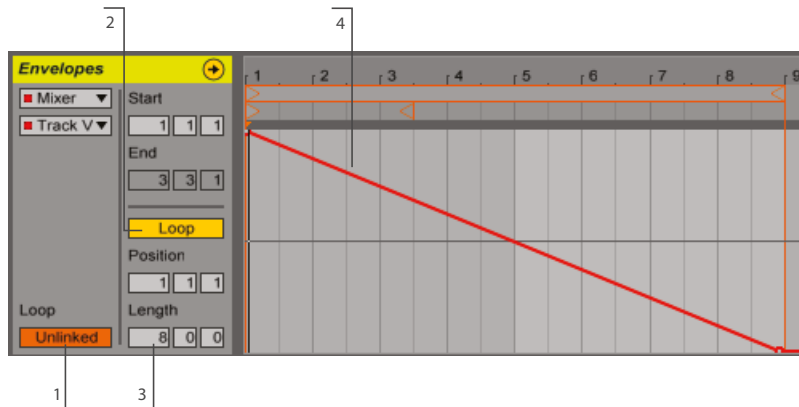 2 4
Envelopes
1 2 3 4 5 6 7 8 9
Mixer Start
Track V 1 1 1
End
3 3 1
Loop
Position
1 1 1
Loop Length
Unlinked 8 0 0
1 3